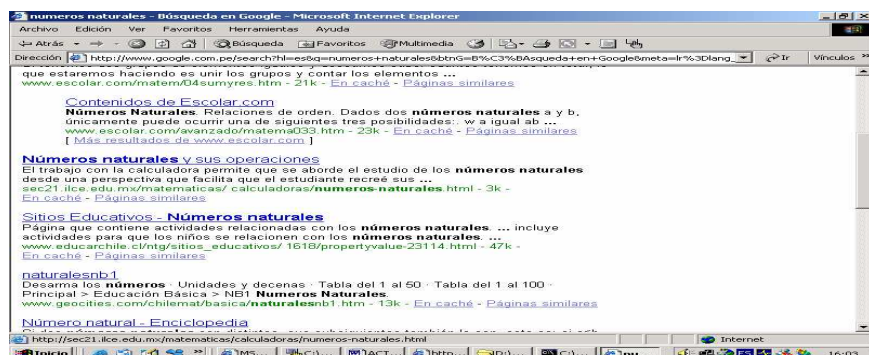 numeros naturales - Búsqueda en Google - Microsoft Internet Explorer
Archivo Edición Ver Favoritos Herramientas Ayuda
Atrás Búsqueda Favoritos Multimedia
Dirección http://www.google.com.pe/search?hl=es&q=numeros+naturales&btnG=B%C3%BAsqueda+en+Google&meta=lr%3Dlang_ Ir Vínculos »
que estaremos haciendo es unir los grupos y contar los elementos ...
www.escolar.com/matem/04sumyres.htm - 21k - En caché - Páginas similares
Contenidos de Escolar.com
Números Naturales. Relaciones de orden. Dados dos números naturales a y b,
únicamente puede ocurrir una de siguientes tres posibilidades:. w a igual ab ...
www.escolar.com/avanzado/matema033.htm - 23k - En caché - Páginas similares
[ Más resultados de www.escolar.com ]
Números naturales y sus operaciones
El trabajo con la calculadora permite que se aborde el estudio de los números naturales
desde una perspectiva que facilita que el estudiante recreé sus ...
sec21.ilce.edu.mx/matematicas/ calculadoras/numeros-naturales.html - 3k -
En caché - Páginas similares
Sitios Educativos - Números naturales
Página que contiene actividades relacionadas con los números naturales. ... incluye
actividades para que los niños se relacionen con los números naturales. ...
www.educarchile.cl/ntg/sitios_educativos/ 1618/propertyvalue-23114.html - 47k -
En caché - Páginas similares
naturalesnb1
Desarma los números · Unidades y decenas · Tabla del 1 al 50 · Tabla del 1 al 100 ·
Principal > Educación Básica > NB1 Numeros Naturales.
www.geocities.com/chilemat/basica/naturalesnb1.htm - 13k - En caché - Páginas similares
Número natural - Enciclopedia
http://sec21.ilce.edu.mx/matematicas/calculadoras/numeros-naturales.html Internet
Inicio » MS... C:\... ACT... http... D:\... C:\... nu... ES 16:03